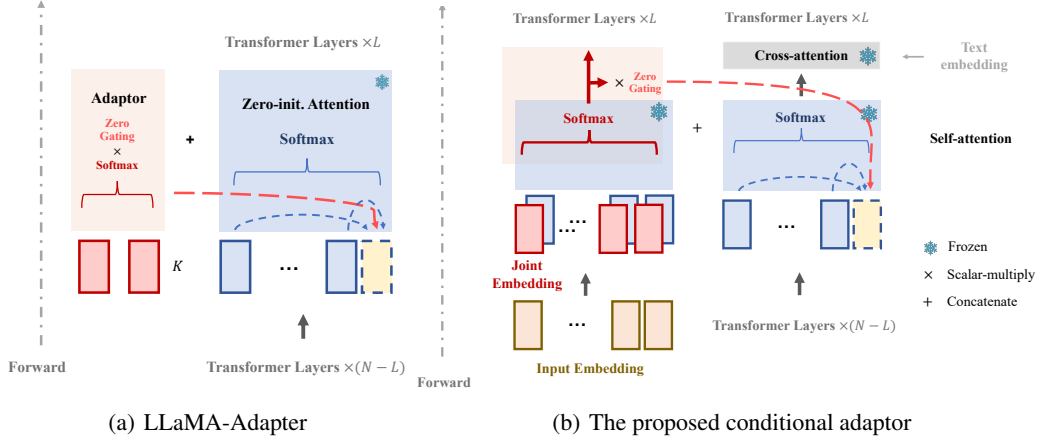 Transformer Layers ×L
Adaptor
Zero
Gating
×
Softmax
+
Zero-init. Attention
Softmax
K
...
Transformer Layers ×(N − L)
Forward
(a) LLaMA-Adapter
Transformer Layers ×L
Transformer Layers ×L
Cross-attention
Text
embedding
× Zero
Gating
Softmax
+
Softmax
Self-attention
...
...
Joint
Embedding
...
Input Embedding
Transformer Layers ×(N − L)
Forward
Frozen
× Scalar-multiply
+ Concatenate
(b) The proposed conditional adaptor